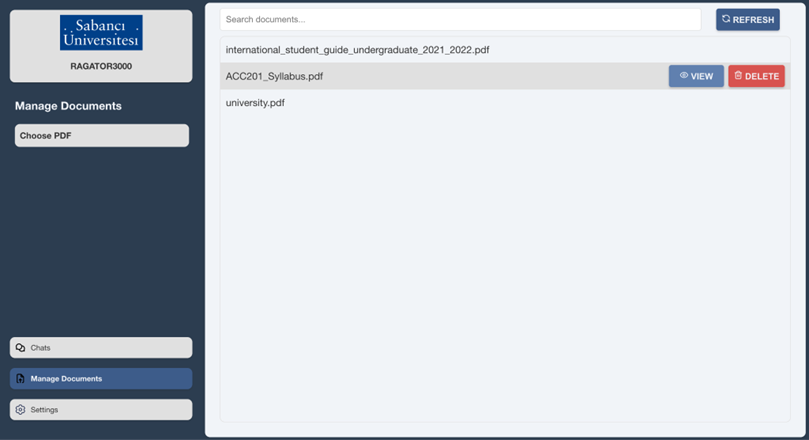 Sabancı
Üniversitesi
RAGATOR3000
Manage Documents
Choose PDF
Chats
Manage Documents
Settings
Search documents...
REFRESH
international_student_guide_undergraduate_2021_2022.pdf
ACC201_Syllabus.pdf
VIEW
DELETE
university.pdf